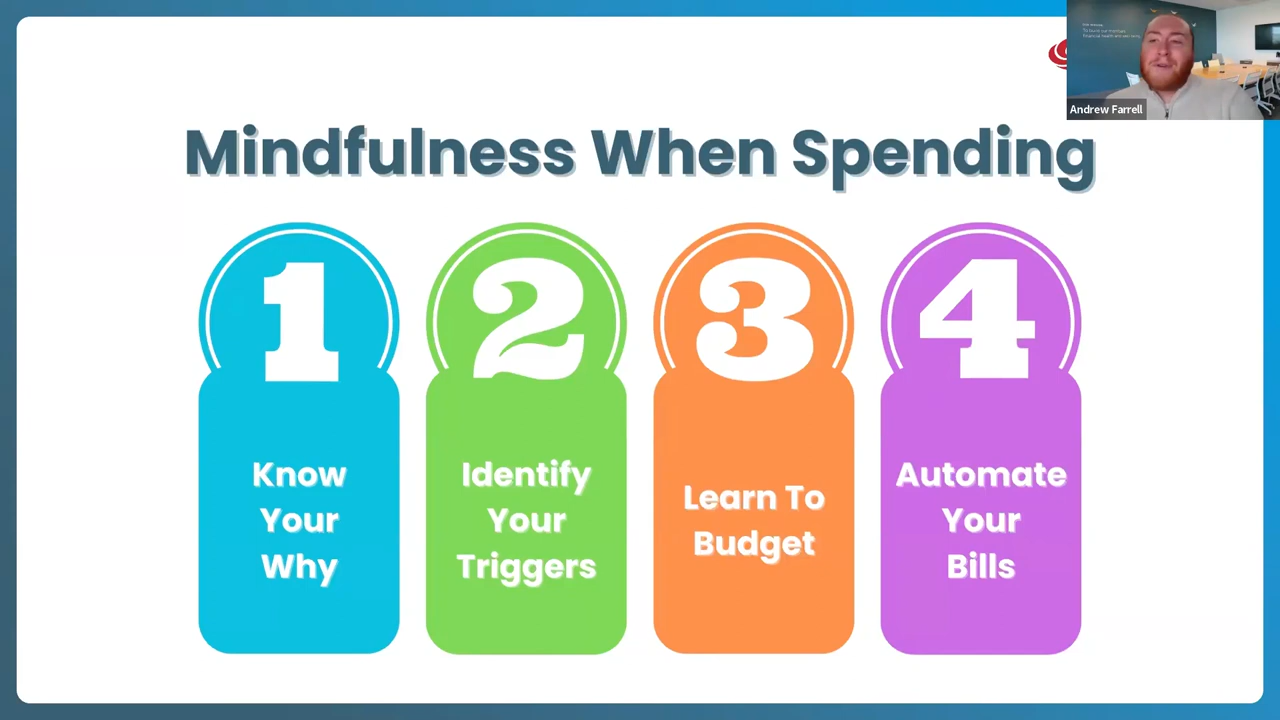 Mindfulness When Spending
1
2
3
4
Know
Your
Why
Identify
Your
Triggers
Learn To
Budget
Automate
Your
Bills
Andrew Farrell